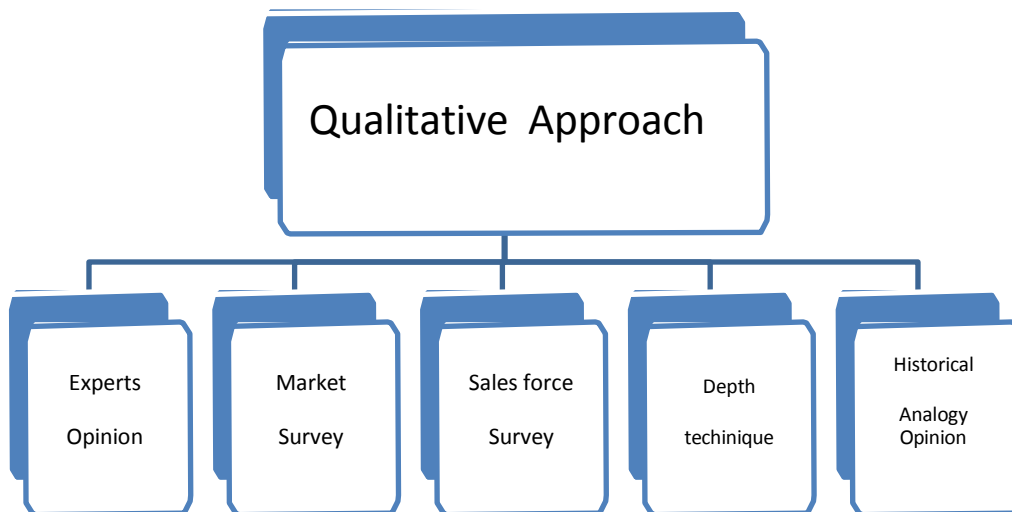 Qualitative Approach
Experts
Opinion
Market
Survey
Sales force
Survey
Depth
techinique
Historical
Analogy
Opinion